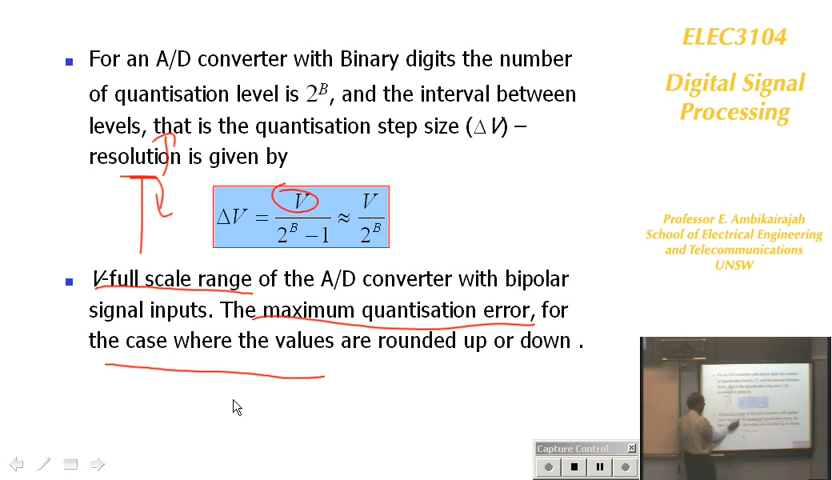 For an A/D converter with Binary digits the number
of quantisation level is 2^B, and the interval between
levels, that is the quantisation step size (Δ V) –
resolution is given by
ΔV = V / (2^B − 1) ≈ V / 2^B
V-full scale range of the A/D converter with bipolar
signal inputs. The maximum quantisation error, for
the case where the values are rounded up or down .
ELEC3104
Digital Signal
Processing
Professor E. Ambikairajah
School of Electrical Engineering
and Telecommunications
UNSW
Capture Control